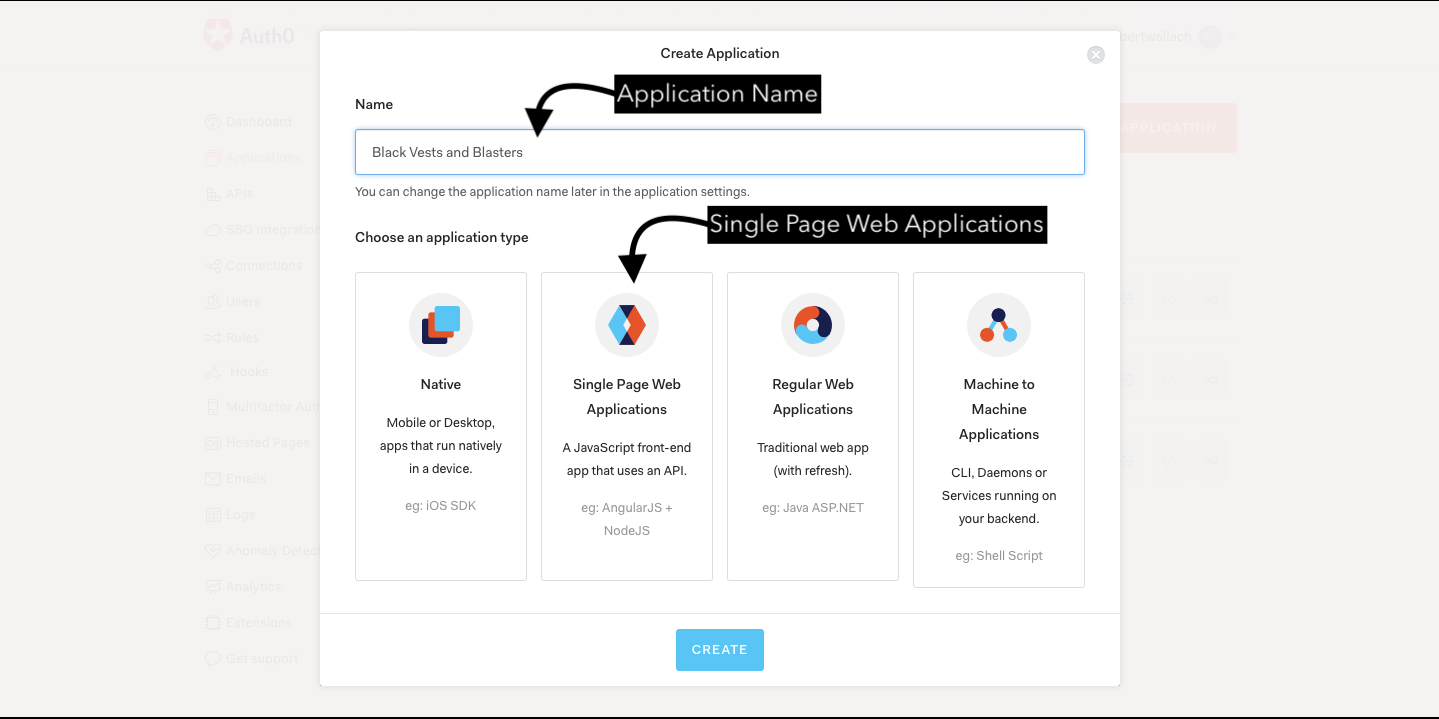 Auth0
bertwallach
Create Application
Application Name
Name
APPLICATION
Dashboard
Black Vests and Blasters
Applications
You can change the application name later in the application settings.
APIs
Single Page Web Applications
SSO Integration
Choose an application type
Connections
Users
Rules
Hooks
Multifactor Aut
Hosted Pages
Emails
Logs
Anomaly Detec
Analytics
Extensions
Get support
Native
Mobile or Desktop,
apps that run natively
in a device.
eg: iOS SDK
Single Page Web
Applications
A JavaScript front-end
app that uses an API.
eg: AngularJS +
NodeJS
Regular Web
Applications
Traditional web app
(with refresh).
eg: Java ASP.NET
Machine to
Machine
Applications
CLI, Daemons or
Services running on
your backend.
eg: Shell Script
CREATE